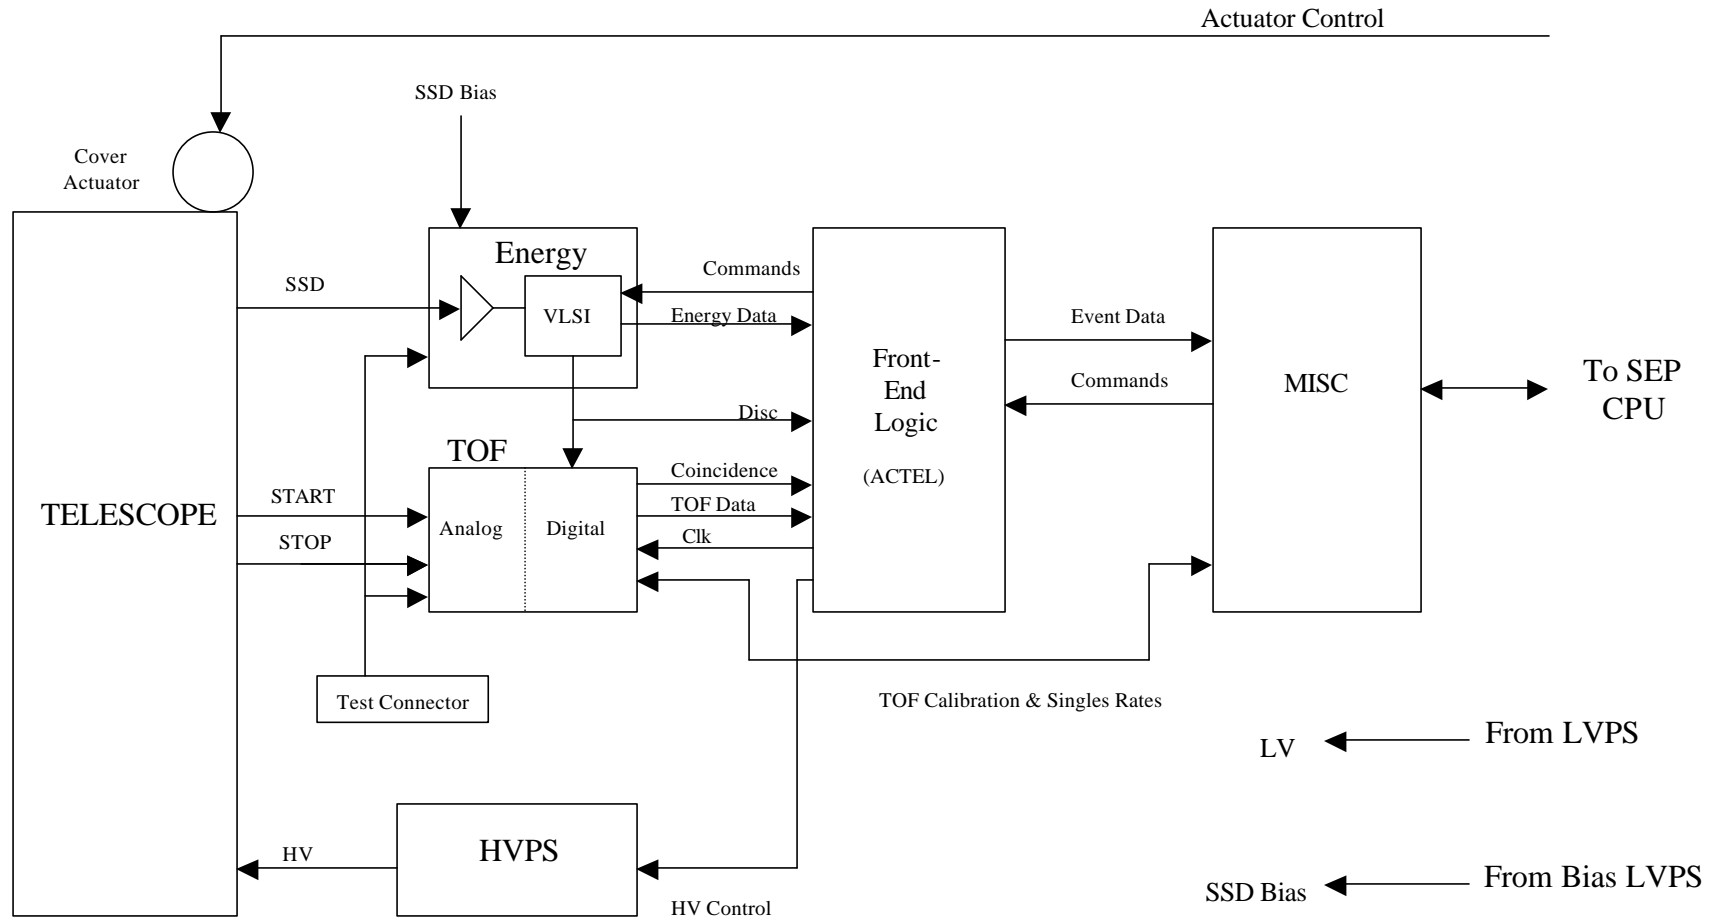 Actuator Control
SSD Bias
Cover
Actuator
Energy
Commands
SSD
VLSI
Energy Data
Event Data
Front-
End
Logic
(ACTEL)
Commands
MISC
To SEP
CPU
Disc
TOF
Coincidence
TELESCOPE
START
TOF Data
Analog
Digital
STOP
Clk
Test Connector
TOF Calibration & Singles Rates
LV
From LVPS
HV
HVPS
SSD Bias
From Bias LVPS
HV Control